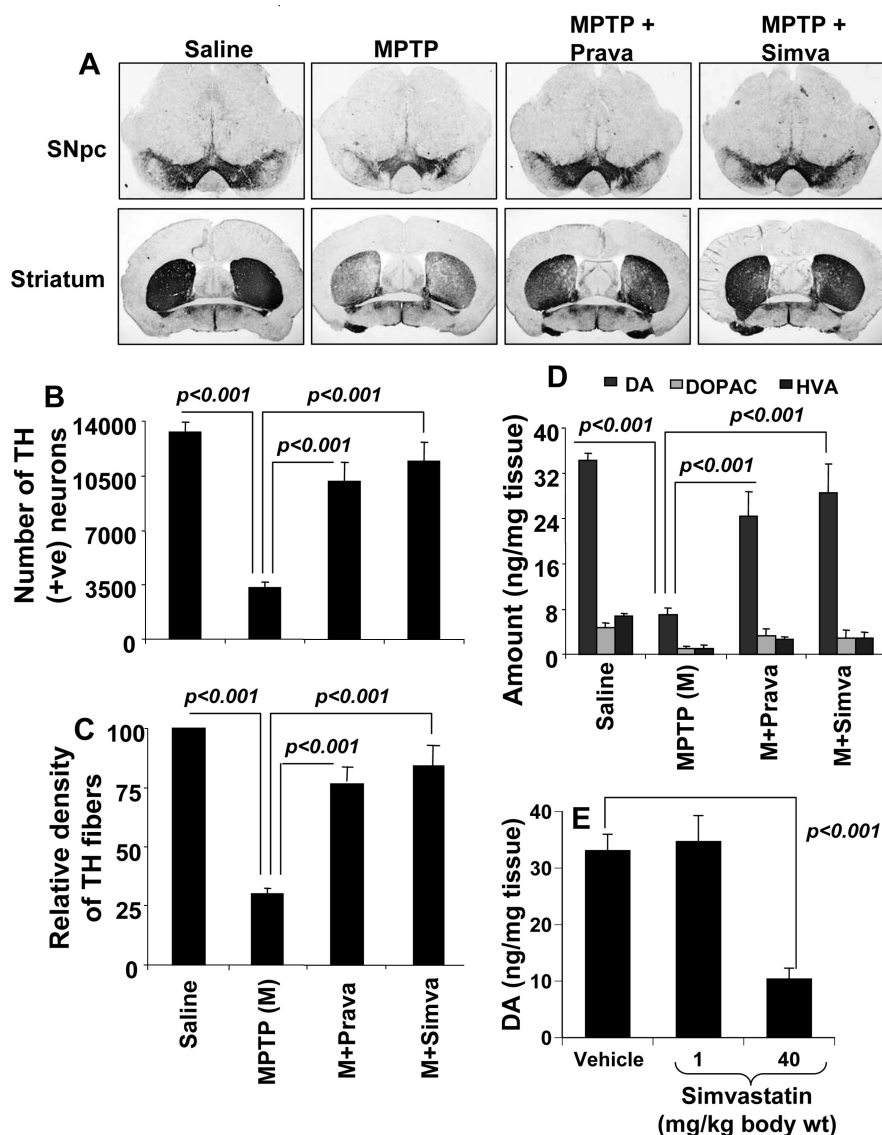 Saline
MPTP
MPTP +
Prava
MPTP +
Simva
A
SNpc
Striatum
B
p<0.001
p<0.001
p<0.001
Number of TH
(+ve) neurons
14000
10500
7000
3500
0
C
p<0.001
p<0.001
p<0.001
Relative density
of TH fibers
100
75
50
25
0
Saline
MPTP (M)
M+Prava
M+Simva
D
DA
DOPAC
HVA
p<0.001
p<0.001
p<0.001
Amount (ng/mg tissue)
40
32
24
16
8
0
Saline
MPTP (M)
M+Prava
M+Simva
E
p<0.001
DA (ng/mg tissue)
40
30
20
10
0
Vehicle
1
40
Simvastatin
(mg/kg body wt)